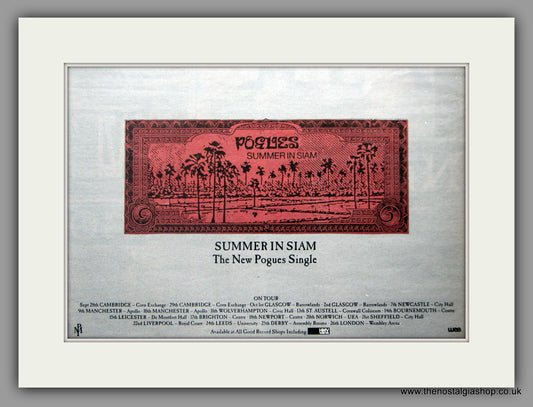 POGUES
SUMMER IN SIAM
SUMMER IN SIAM
The New Pogues Single
ON TOUR
Sept 28th CAMBRIDGE - Corn Exchange · 29th CAMBRIDGE - Corn Exchange · Oct 1st GLASGOW - Barrowlands · 2nd GLASGOW - Barrowlands · 7th NEWCASTLE - City Hall
9th MANCHESTER - Apollo · 10th MANCHESTER - Apollo · 11th WOLVERHAMPTON - Civic Hall · 13th ST. AUSTELL - Cornwall Coliseum · 14th BOURNEMOUTH - Centre
15th LEICESTER - De Montfort Hall · 17th BRIGHTON - Centre · 19th NEWPORT - Centre · 20th NORWICH - UEA · 21st SHEFFIELD - City Hall
22nd LIVERPOOL - Royal Court · 24th LEEDS - University · 25th DERBY - Assembly Rooms · 26th LONDON - Wembley Arena
Available at All Good Record Shops Including
wea
www.thenostalgiashop.co.uk